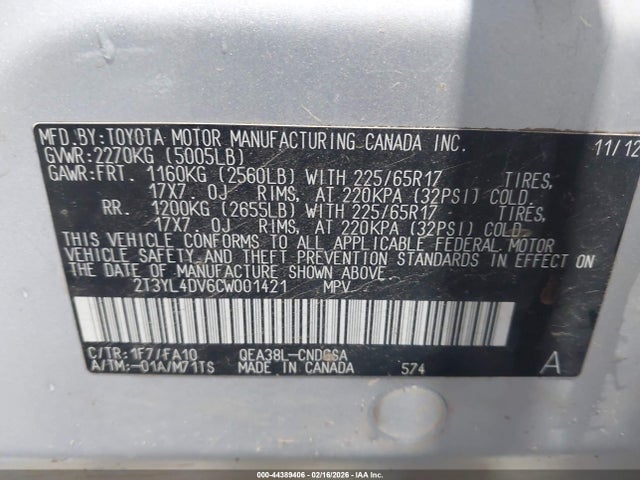 MFD.BY:TOYOTA MOTOR MANUFACTURING CANADA INC. 11/12
GVWR:2270KG (5005LB)
GAWR:FRT. 1160KG (2560LB) WITH 225/65R17 TIRES,
17X7 0J RIMS, AT 220KPA (32PSI) COLD.
RR. 1200KG (2655LB) WITH 225/65R17 TIRES,
17X7 0J RIMS, AT 220KPA (32PSI) COLD.
THIS VEHICLE CONFORMS TO ALL APPLICABLE FEDERAL MOTOR
VEHICLE SAFETY AND THEFT PREVENTION STANDARDS IN EFFECT ON
THE DATE OF MANUFACTURE SHOWN ABOVE.
2T3YL4DV6CW001421 MPV
C/TR:1F7/FA10 QEA38L-CNDGSA
A/TM:-01A/M71TS MADE IN CANADA 574 A
000-44389406 - 02/16/2026 - IAA Inc.